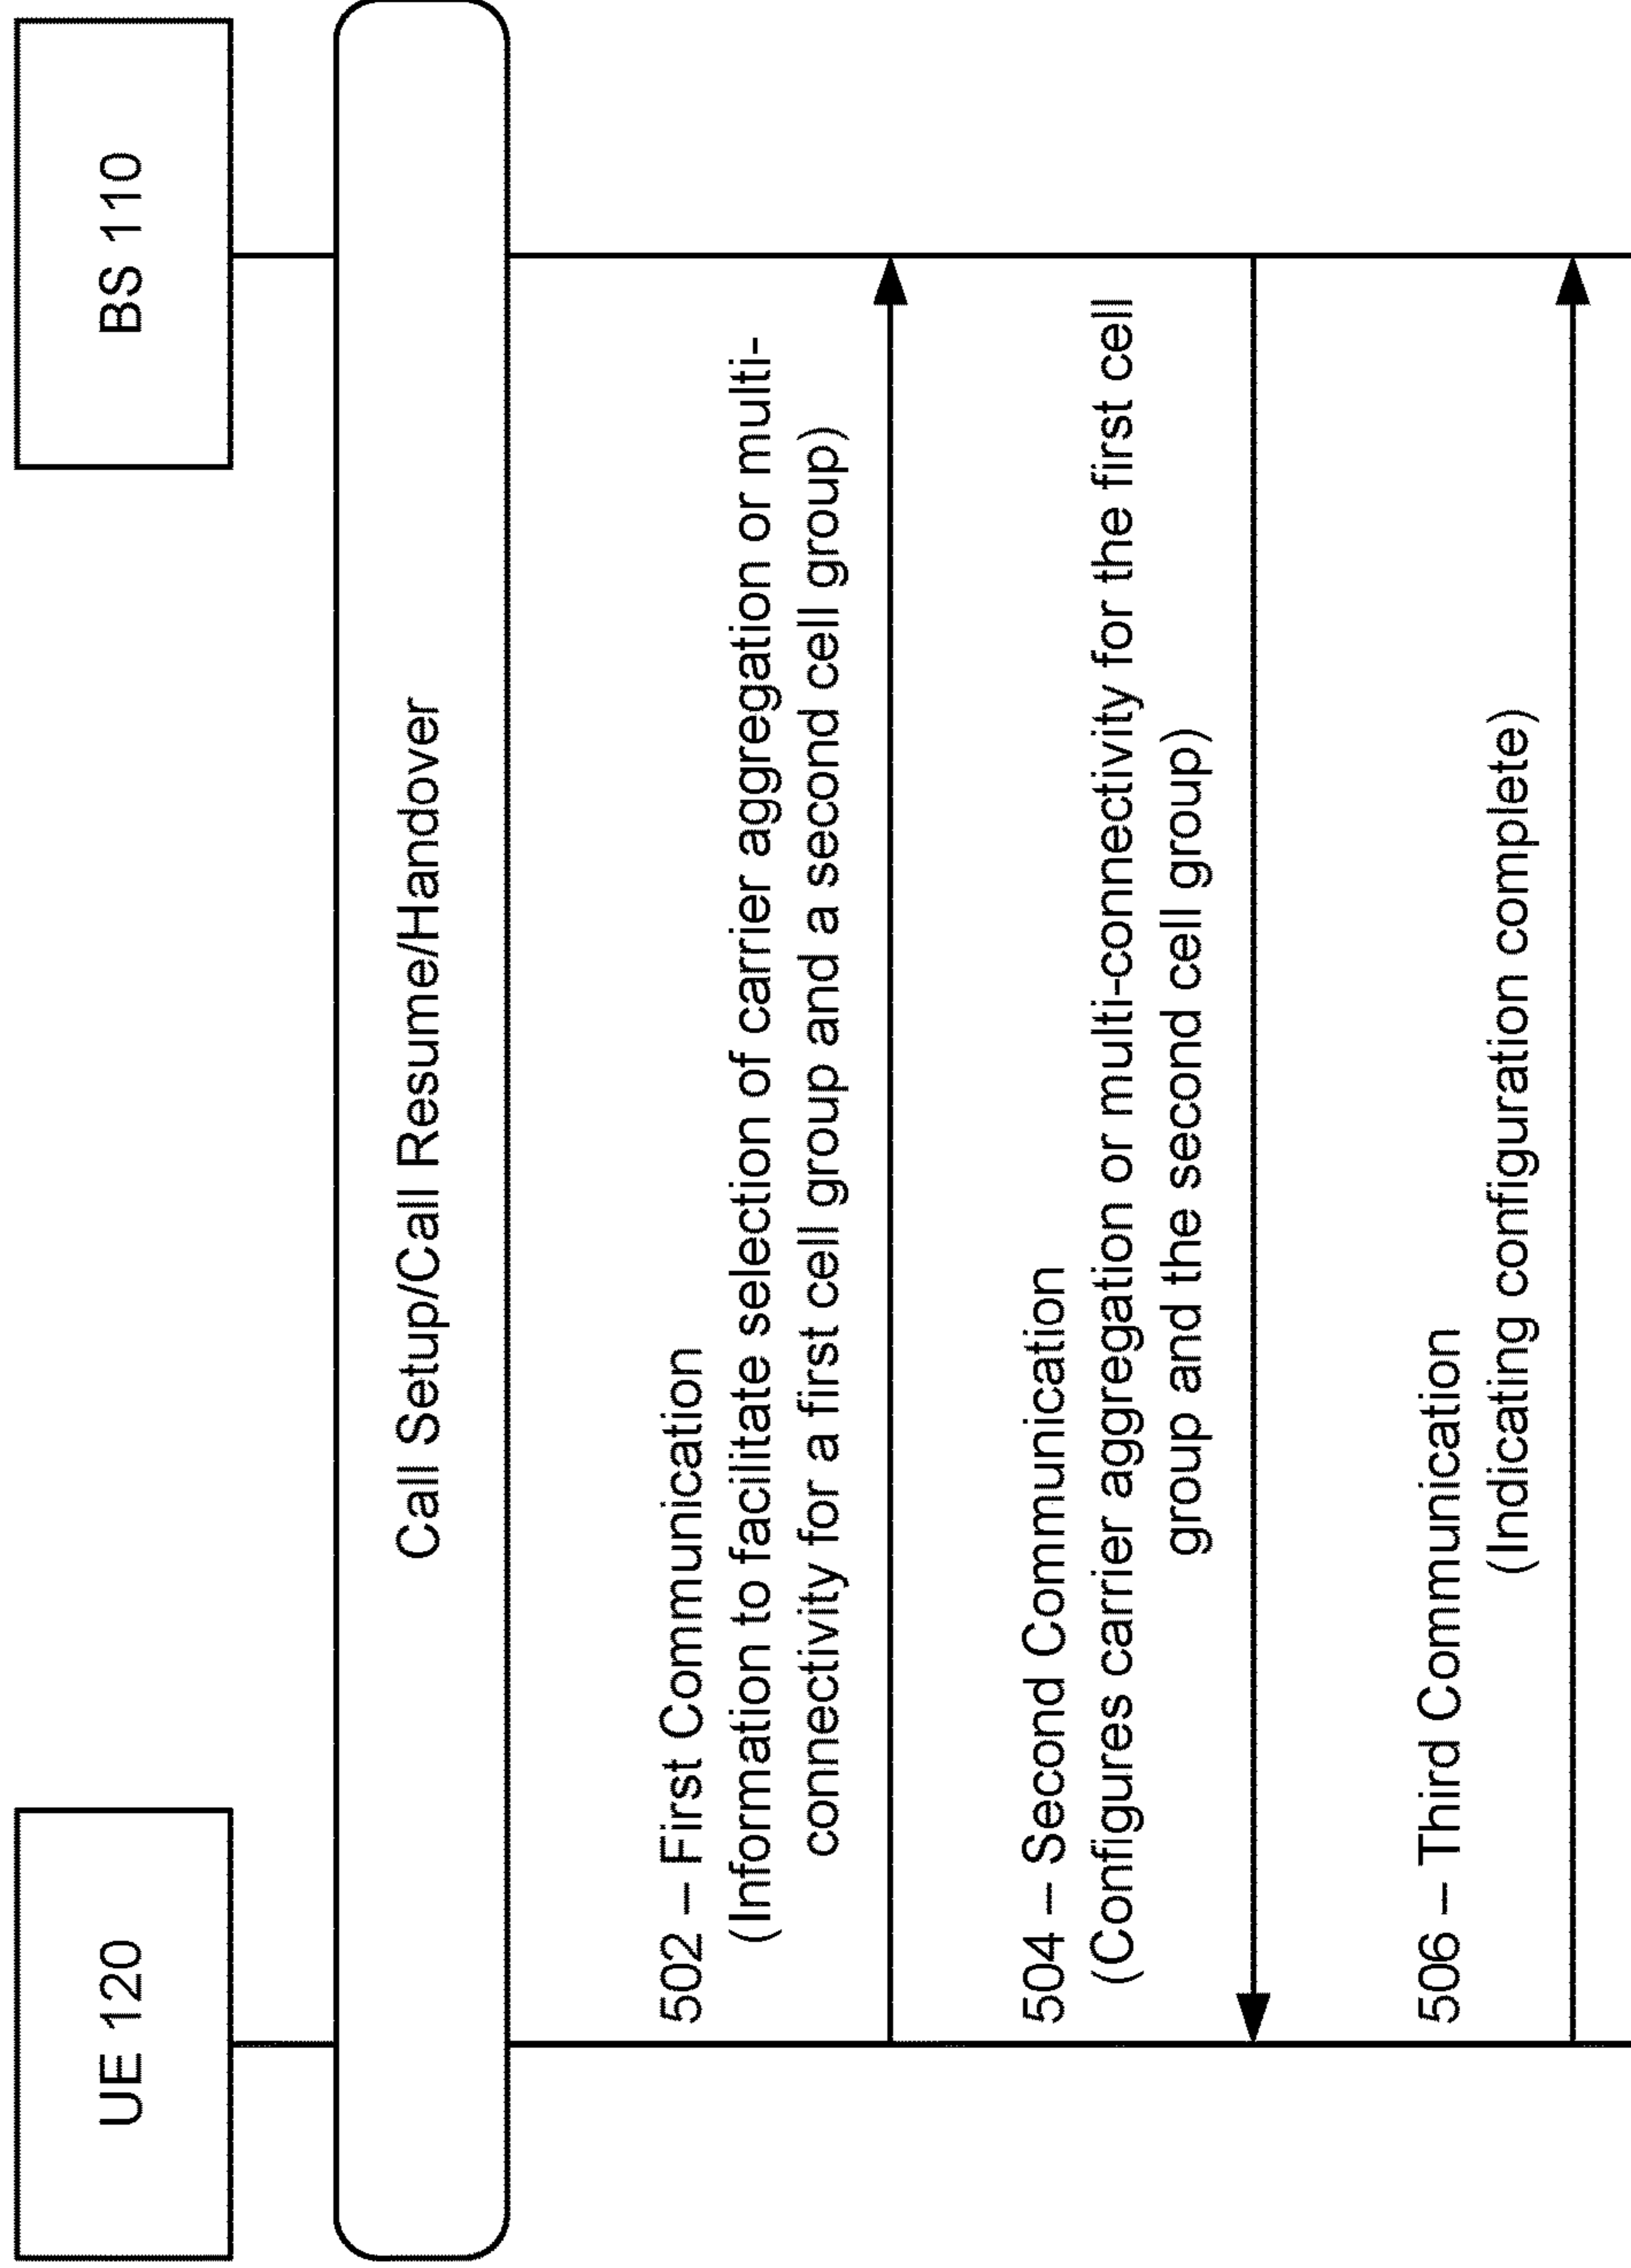 UE 120
BS 110
Call Setup/Call Resume/Handover
502 – First Communication
(Information to facilitate selection of carrier aggregation or multi-
connectivity for a first cell group and a second cell group)
504 – Second Communication
(Configures carrier aggregation or multi-connectivity for the first cell
group and the second cell group)
506 – Third Communication
(Indicating configuration complete)